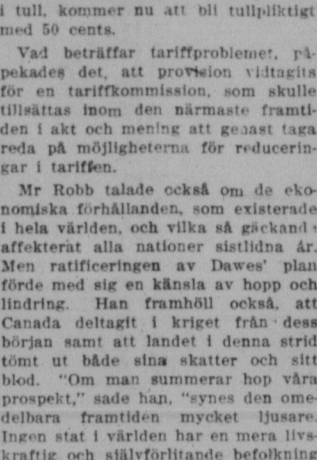 i tull, kommer nu att bli tullpliktigt
med 50 cents.
Vad beträffar tariffproblemet, på-
pekades det, att provision vidtagits
för en tariffkommission, som skulle
tillsättas inom den närmaste framti-
den i akt och mening att genast taga
reda på möjligheterna för reducerin-
gar i tariffen.
Mr Robb talade också om de eko-
nomiska förhållanden, som existerade
i hela världen, och vilka så gäckande
affekterat alla nationer sistlidna år.
Men ratificeringen av Dawes' plan
förde med sig en känsla av hopp och
lindring. Han framhöll också, att
Canada deltagit i kriget från dess
början samt att landet i denna strid
tömt ut både sina skatter och sitt
blod. "Om man summerar hop våra
prospekt," sade han, "synes den ome-
delbara framtiden mycket ljusare.
Ingen stat i världen har en mera livs-
kraftig och självförlitande befolkning